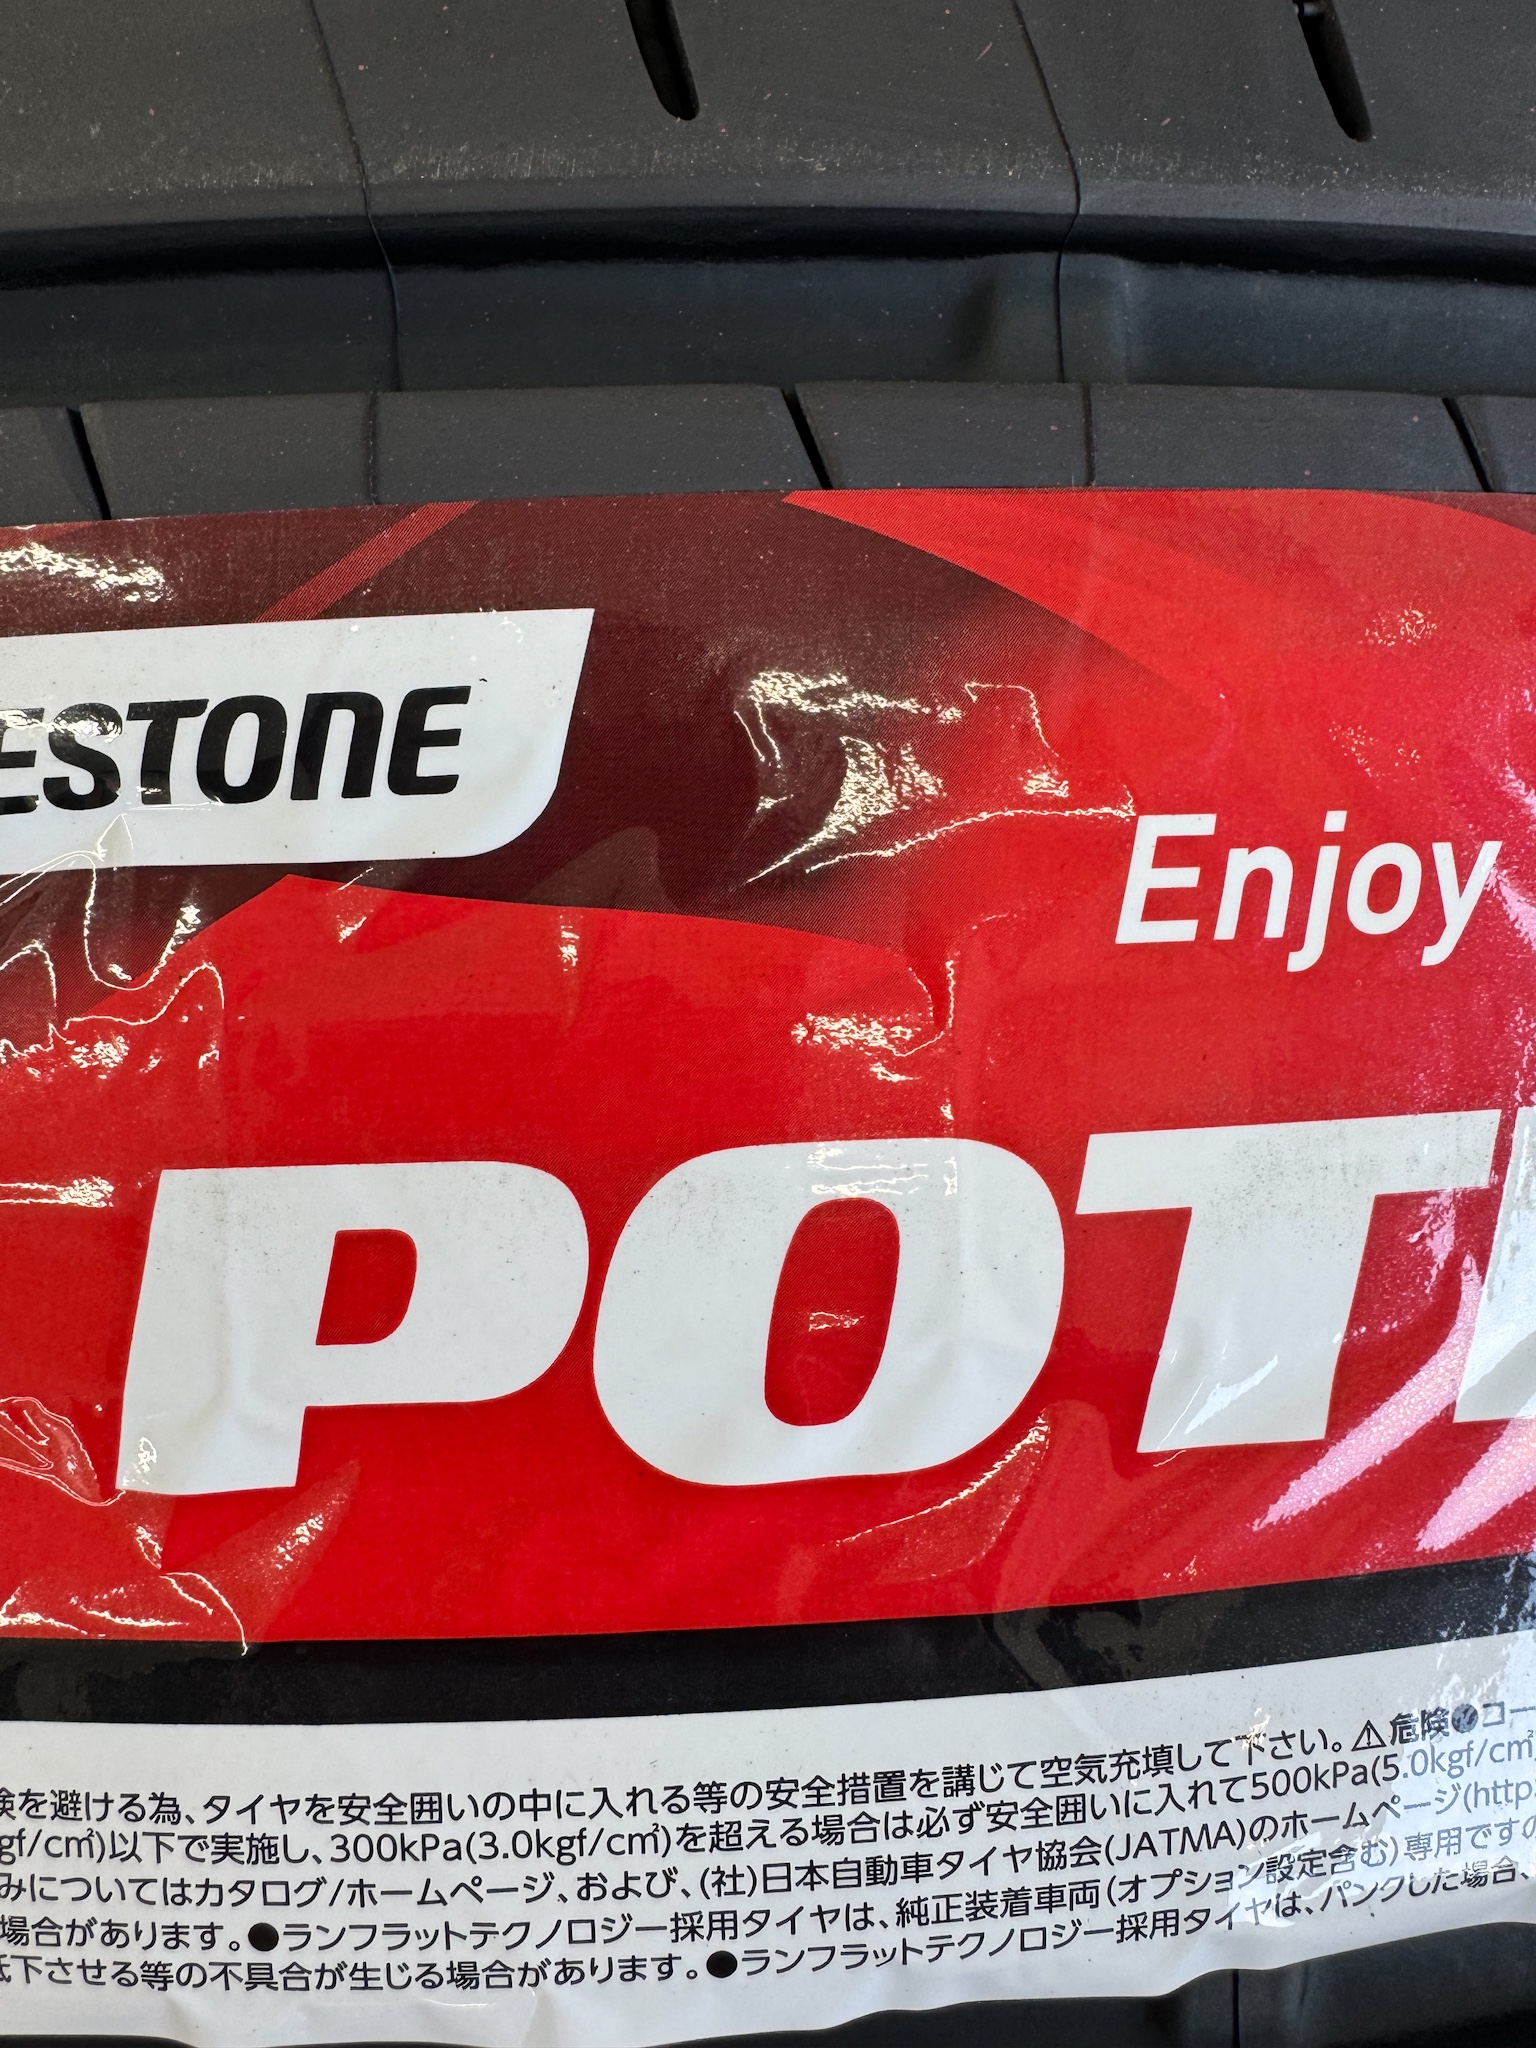 ESTONE
Enjoy
POT
険を避ける為、タイヤを安全囲いの中に入れる等の安全措置を講じて空気充填して下さい。⚠危険●コー
gf/c㎡)以下で実施し、300kPa(3.0kgf/c㎡)を超える場合は必ず安全囲いに入れて500kPa(5.0kgf/c㎡
みについてはカタログ/ホームページ、および、(社)日本自動車タイヤ協会(JATMA)のホームページ(http
場合があります。●ランフラットテクノロジー採用タイヤは、純正装着車両(オプション設定含む)専用です
低下させる等の不具合が生じる場合があります。●ランフラットテクノロジー採用タイヤは、パンクした場合、